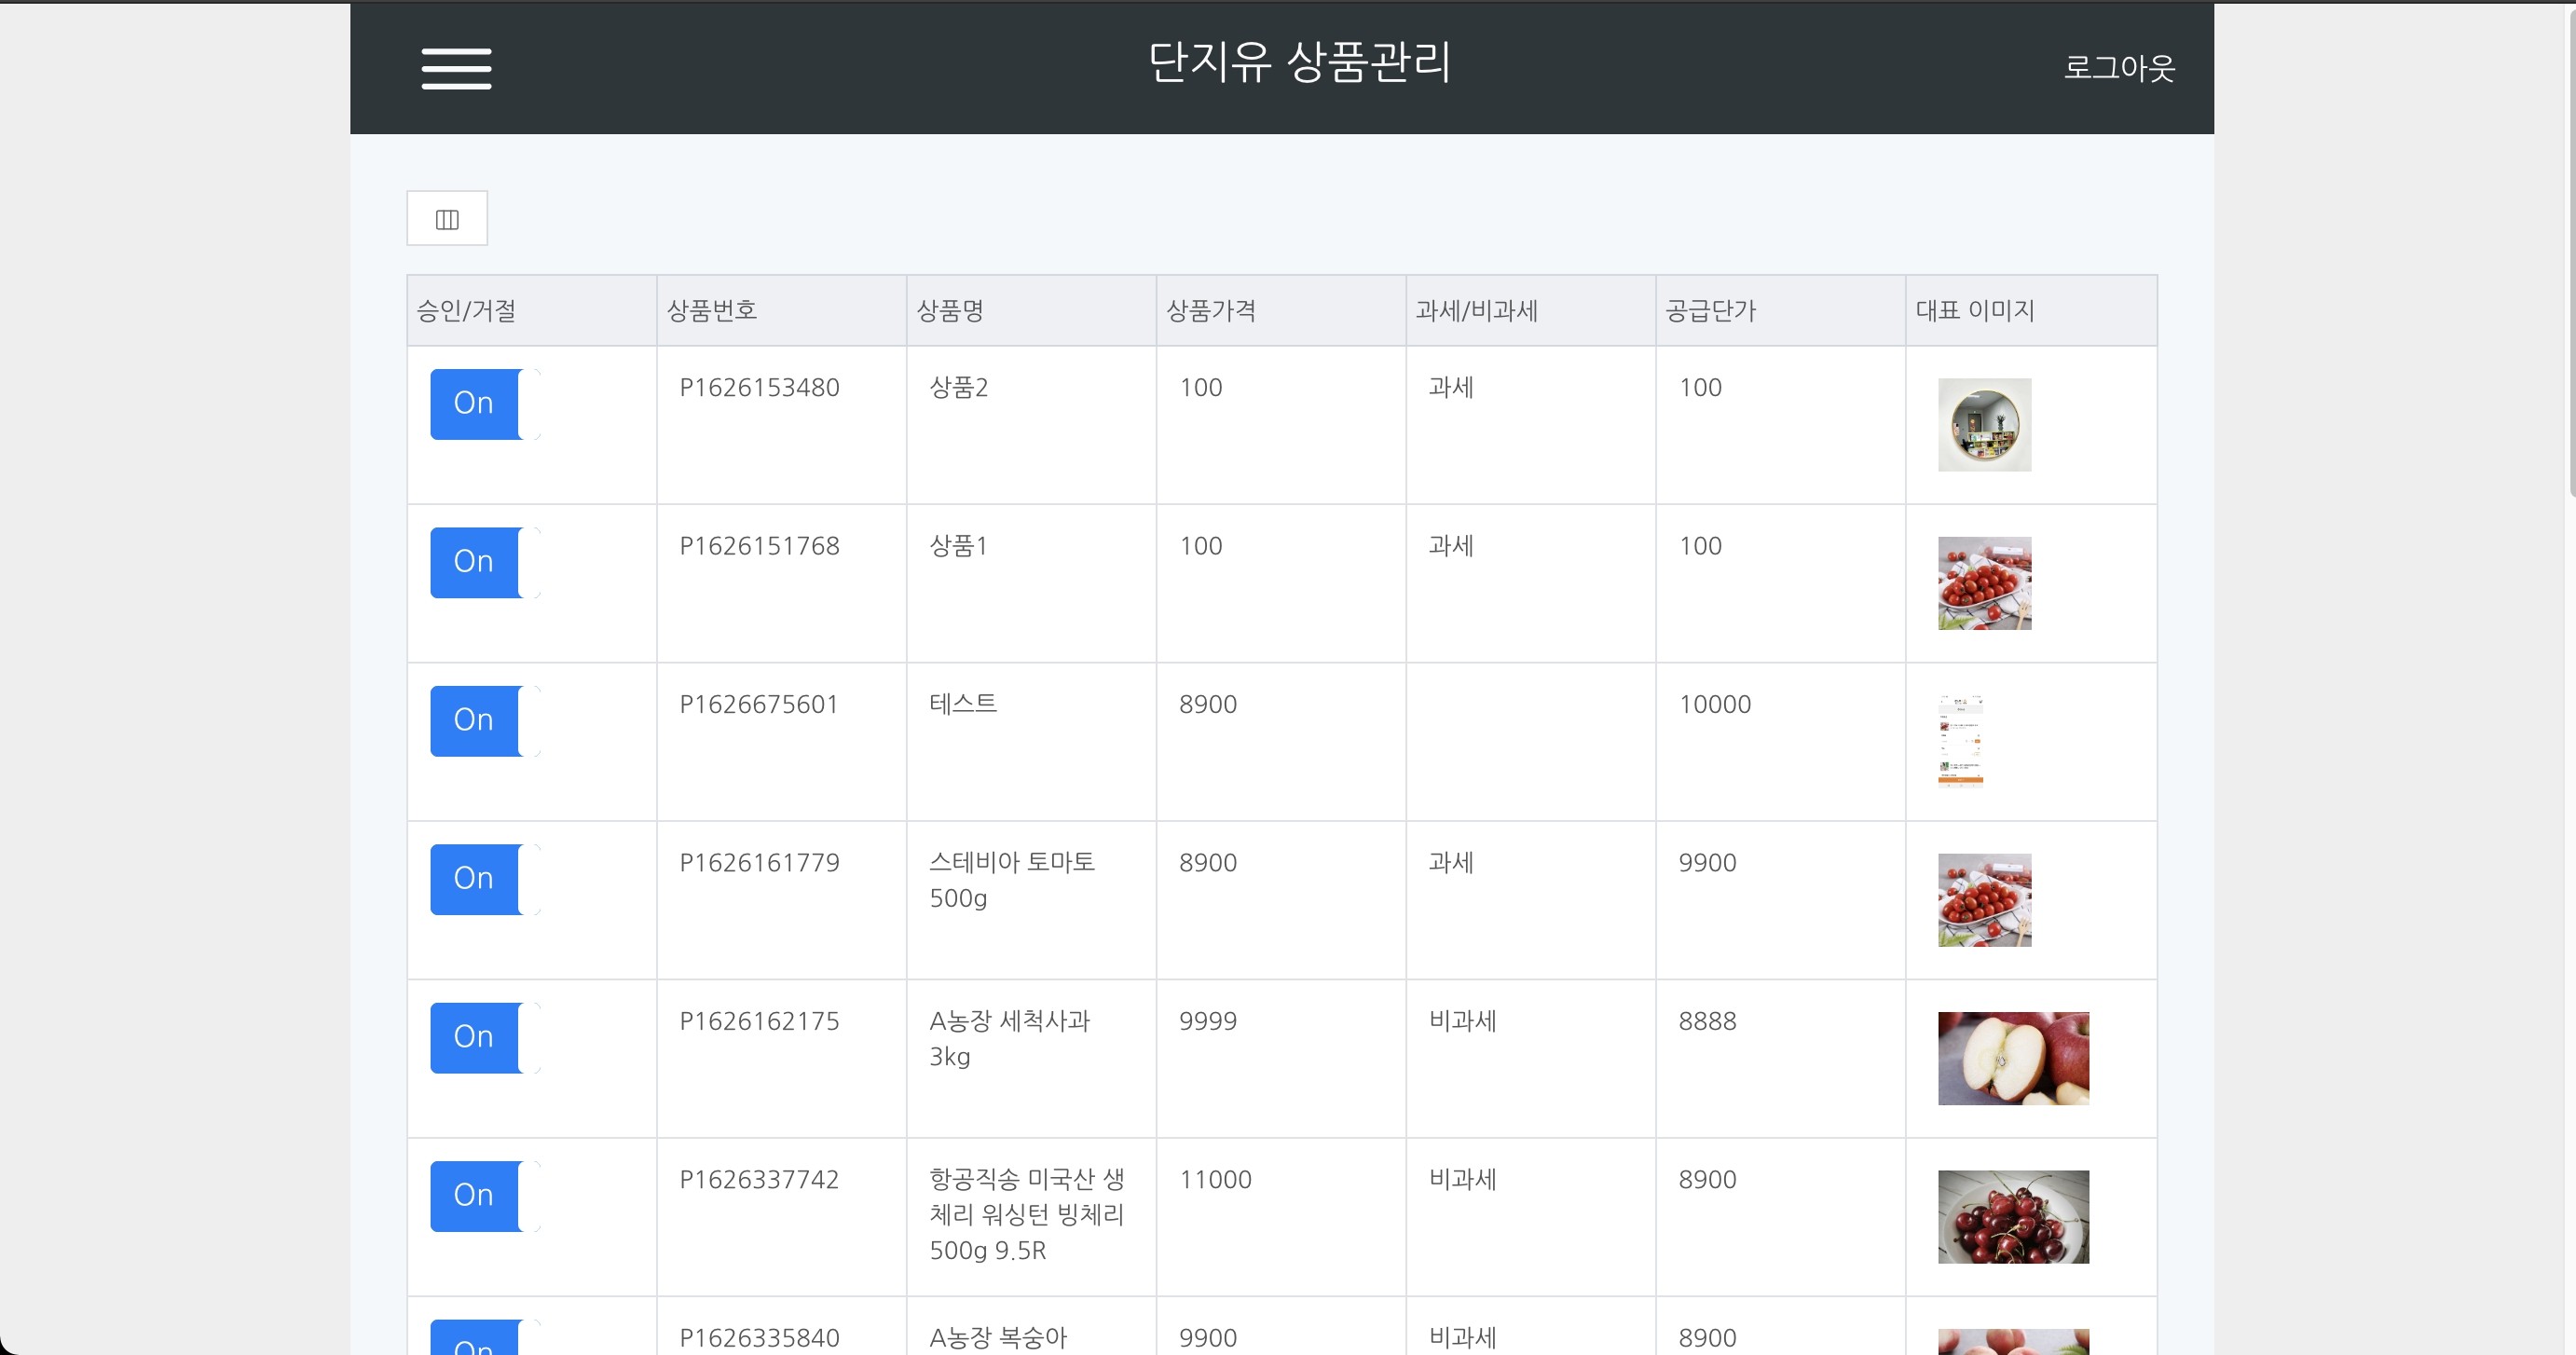 단지유 상품관리
로그아웃
승인/거절 상품번호 상품명 상품가격 과세/비과세 공급단가 대표 이미지
On P1626153480 상품2 100 과세 100
On P1626151768 상품1 100 과세 100
On P1626675601 테스트 8900 10000
On P1626161779 스테비아 토마토 8900 과세 9900
500g
On P1626162175 A농장 세척사과 9999 비과세 8888
3kg
On P1626337742 항공직송 미국산 생 11000 비과세 8900
체리 워싱턴 빙체리
500g 9.5R
On P1626335840 A농장 복숭아 9900 비과세 8900